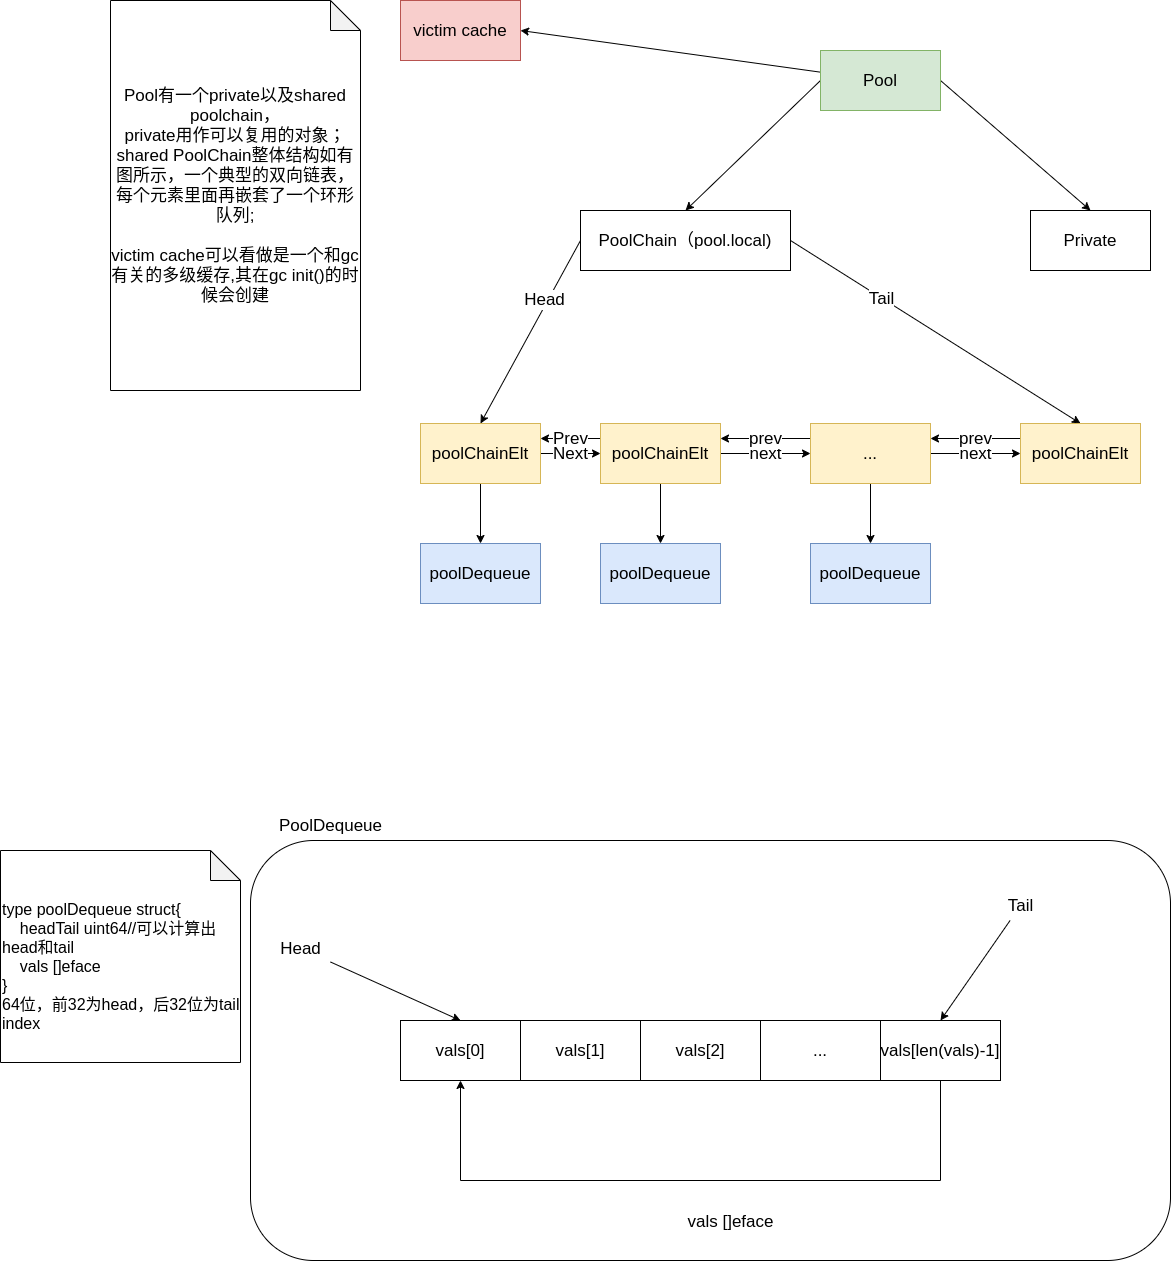 victim cache
Pool
Pool有一个private以及shared
poolchain，
private用作可以复用的对象；
shared PoolChain整体结构如有
图所示，一个典型的双向链表，
每个元素里面再嵌套了一个环形
队列;
victim cache可以看做是一个和gc
有关的多级缓存,其在gc init()的时
候会创建
PoolChain（pool.local)
Private
Head
Tail
Prev
Next
prev
next
prev
next
poolChainElt
poolChainElt
...
poolChainElt
poolDequeue
poolDequeue
poolDequeue
PoolDequeue
type poolDequeue struct{
headTail uint64//可以计算出
head和tail
vals []eface
}
64位，前32为head，后32位为tail
index
Head
Tail
vals[0]
vals[1]
vals[2]
...
vals[len(vals)-1]
vals []eface